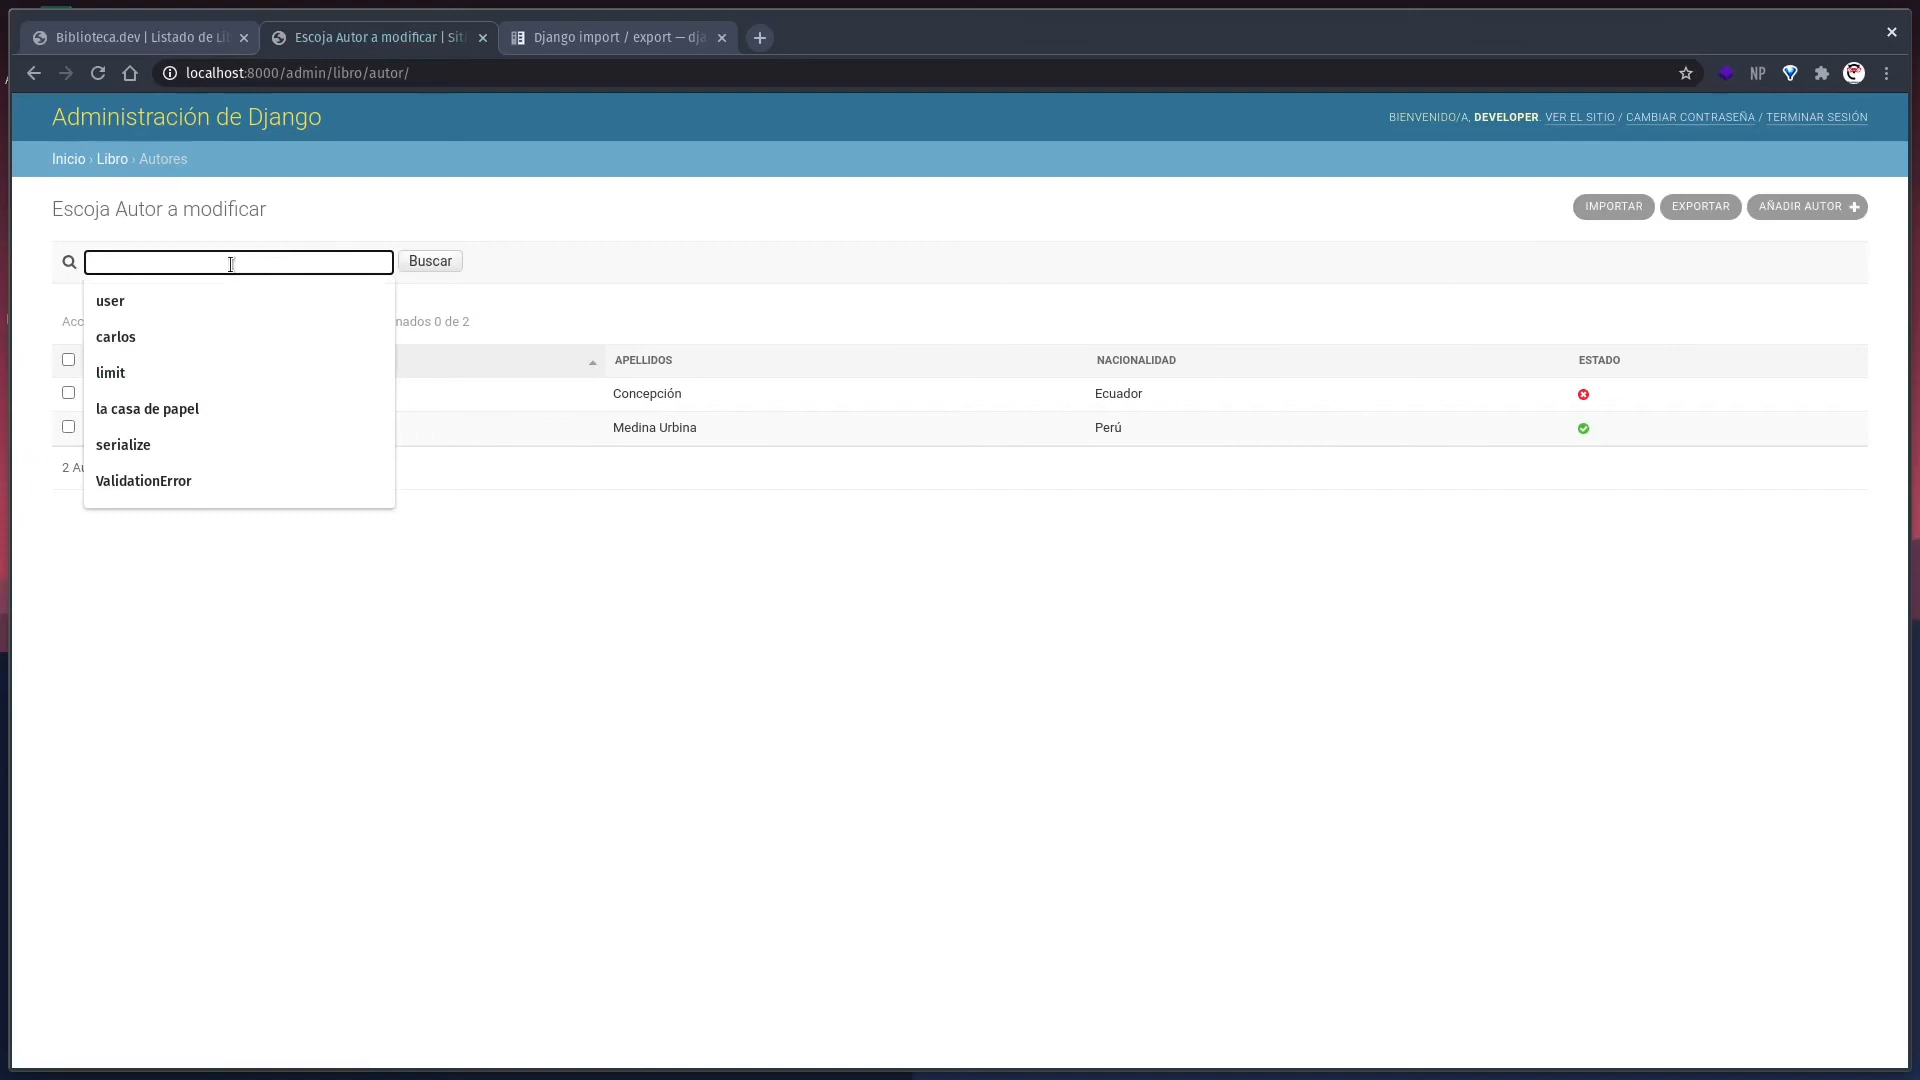 Biblioteca.dev | Listado de Li
Escoja Autor a modificar | Sit
Django import / export — dja
localhost:8000/admin/libro/autor/
NP
Administración de Django
BIENVENIDO/A, DEVELOPER. VER EL SITIO / CAMBIAR CONTRASEÑA / TERMINAR SESIÓN
Inicio › Libro › Autores
Escoja Autor a modificar
IMPORTAR
EXPORTAR
AÑADIR AUTOR
Buscar
user
Acc
nados 0 de 2
carlos
APELLIDOS NACIONALIDAD ESTADO
limit
Concepción Ecuador
la casa de papel
Medina Urbina Perú
serialize
2 Au
ValidationError